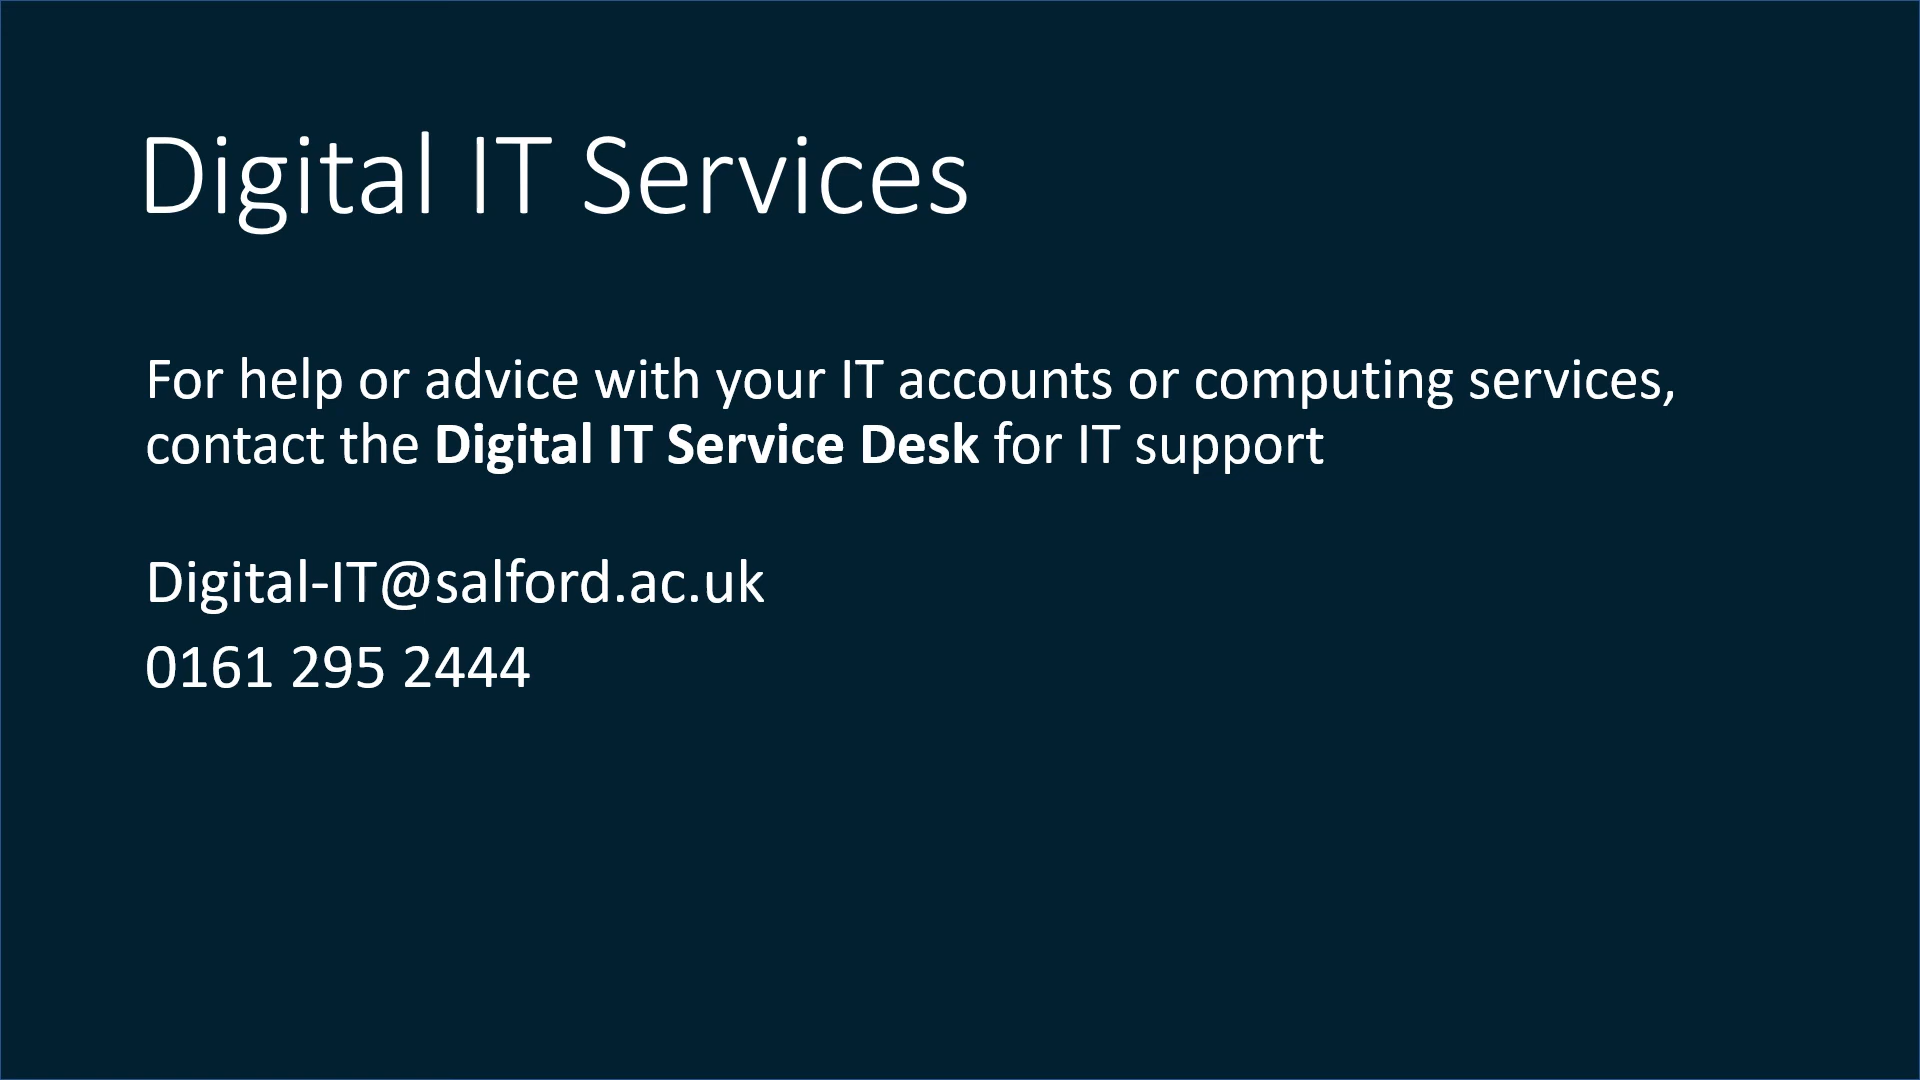 Digital IT Services
For help or advice with your IT accounts or computing services,
contact the Digital IT Service Desk for IT support
Digital-IT@salford.ac.uk
0161 295 2444